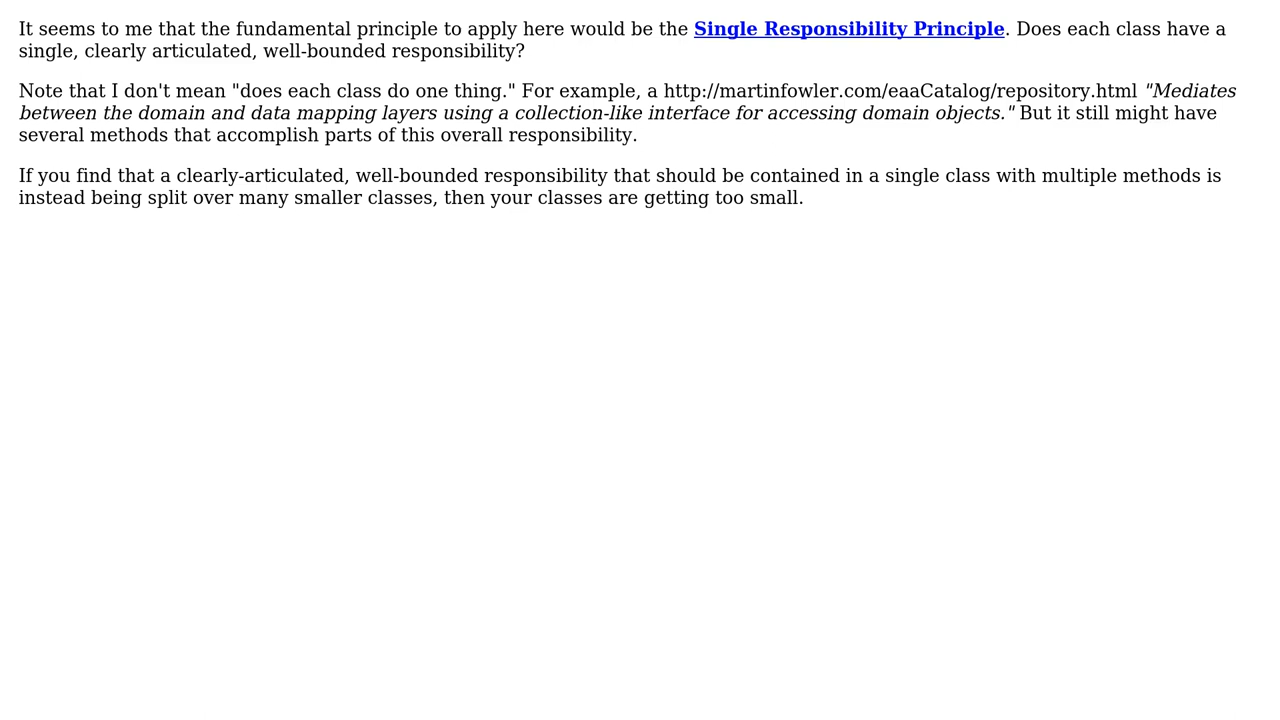 It seems to me that the fundamental principle to apply here would be the Single Responsibility Principle. Does each class have a
single, clearly articulated, well-bounded responsibility?
Note that I don't mean "does each class do one thing." For example, a http://martinfowler.com/eaaCatalog/repository.html "Mediates
between the domain and data mapping layers using a collection-like interface for accessing domain objects." But it still might have
several methods that accomplish parts of this overall responsibility.
If you find that a clearly-articulated, well-bounded responsibility that should be contained in a single class with multiple methods is
instead being split over many smaller classes, then your classes are getting too small.